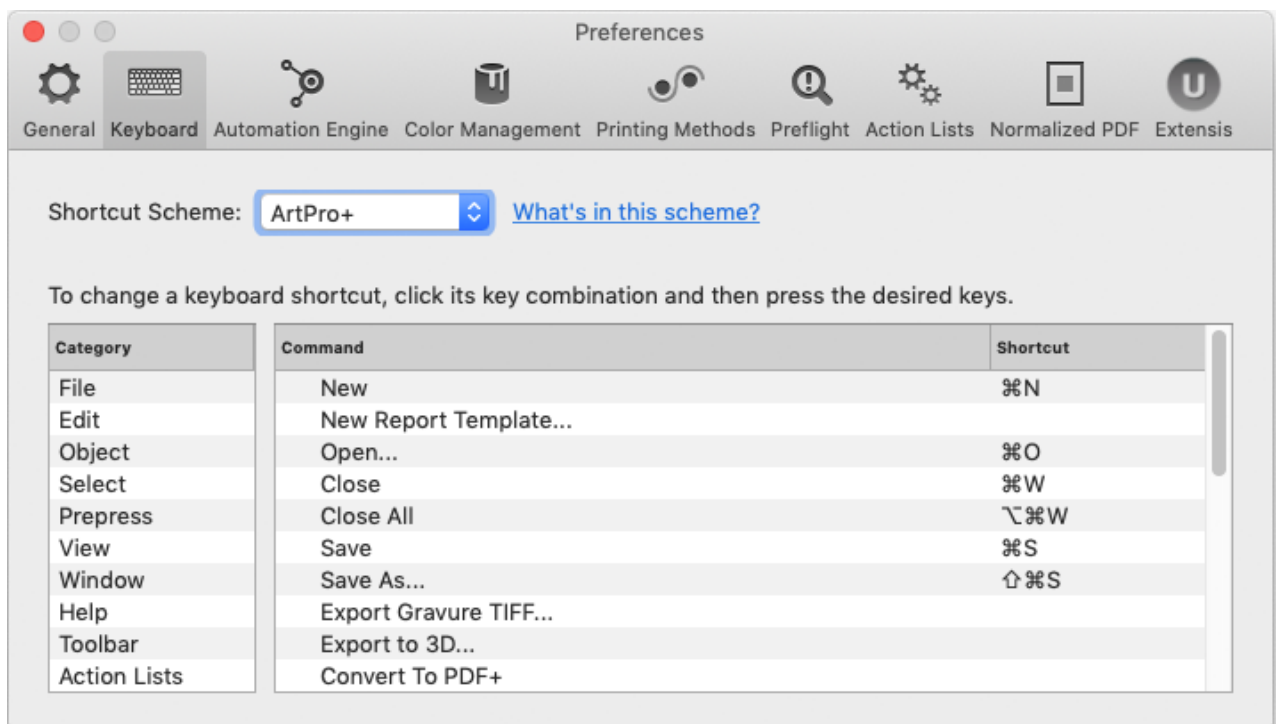 Preferences
General Keyboard Automation Engine Color Management Printing Methods Preflight Action Lists Normalized PDF Extensis
Shortcut Scheme: ArtPro+ What's in this scheme?
To change a keyboard shortcut, click its key combination and then press the desired keys.
Category Command Shortcut
File New ⌘N
Edit New Report Template...
Object Open... ⌘O
Select Close ⌘W
Prepress Close All ⌥⌘W
View Save ⌘S
Window Save As... ⇧⌘S
Help Export Gravure TIFF...
Toolbar Export to 3D...
Action Lists Convert To PDF+